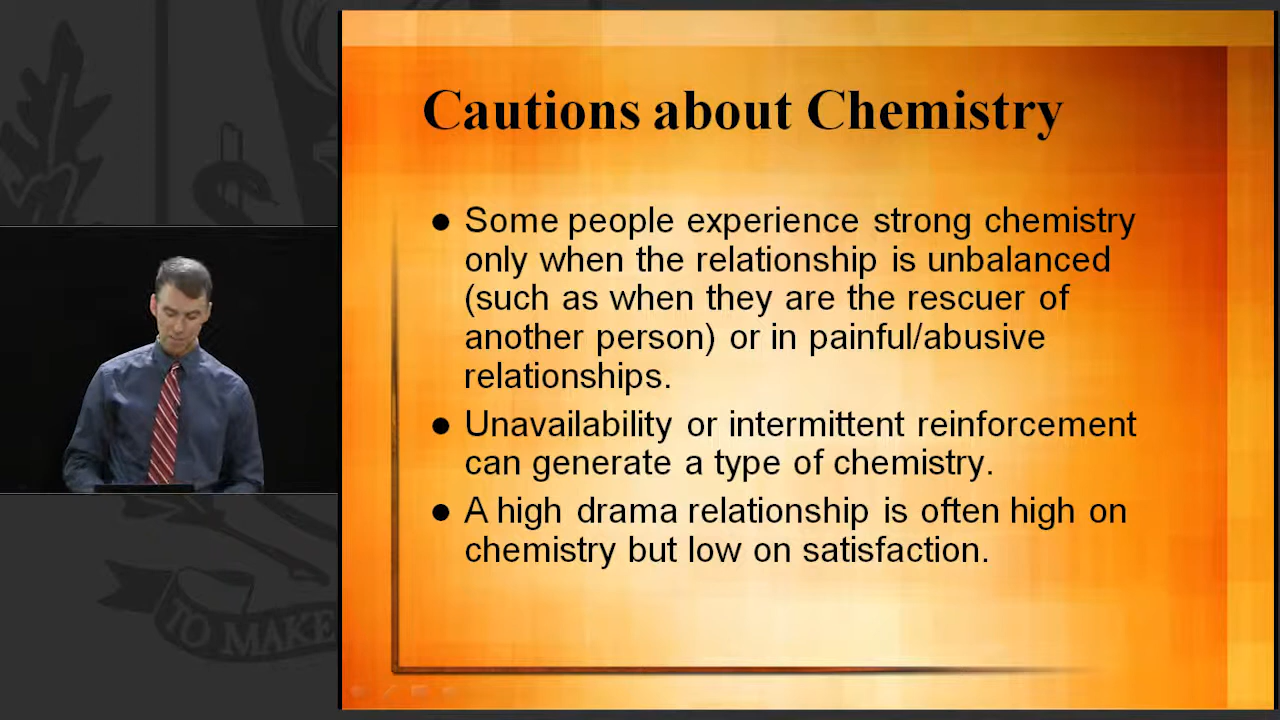 Cautions about Chemistry
● Some people experience strong chemistry
only when the relationship is unbalanced
(such as when they are the rescuer of
another person) or in painful/abusive
relationships.
● Unavailability or intermittent reinforcement
can generate a type of chemistry.
● A high drama relationship is often high on
chemistry but low on satisfaction.
TO MAKE